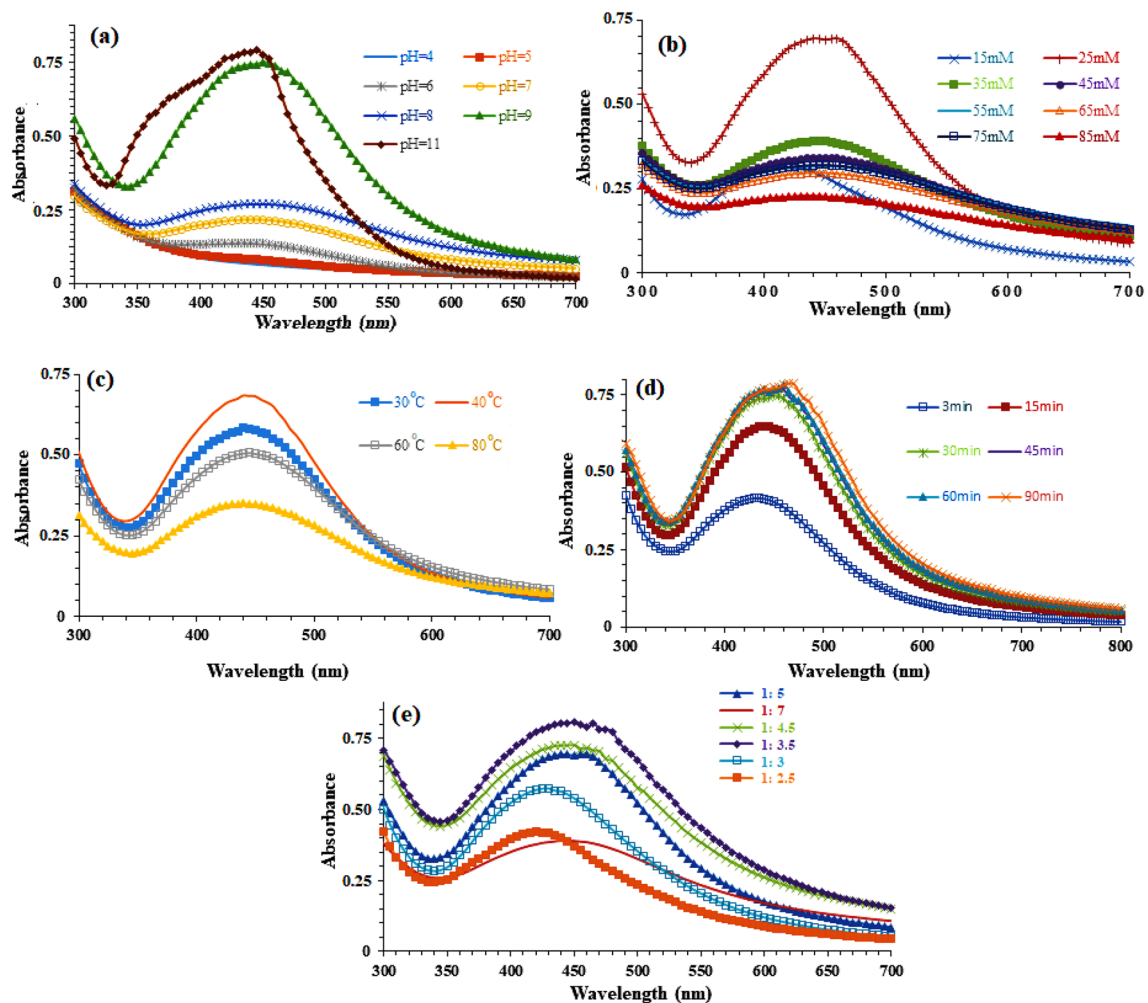 (a)
pH=4 pH=5
pH=6 pH=7
pH=8 pH=9
pH=11
0.75
0.50
0.25
0
Absorbance
300 350 400 450 500 550 600 650 700
Wavelength (nm)
(b)
15mM 25mM
35mM 45mM
55mM 65mM
75mM 85mM
0.75
0.50
0.25
0
Absorbance
300 400 500 600 700
Wavelength (nm)
(c)
30 °C 40 °C
60 °C 80 °C
0.75
0.50
0.25
0
Absorbance
300 400 500 600 700
Wavelength (nm)
(d)
3min 15min
30min 45min
60min 90min
0.75
0.50
0.25
0
Absorbance
300 400 500 600 700 800
Wavelength (nm)
(e)
1: 5
1: 7
1: 4.5
1: 3.5
1: 3
1: 2.5
0.75
0.50
0.25
0
Absorbance
300 350 400 450 500 550 600 650 700
Wavelength (nm)